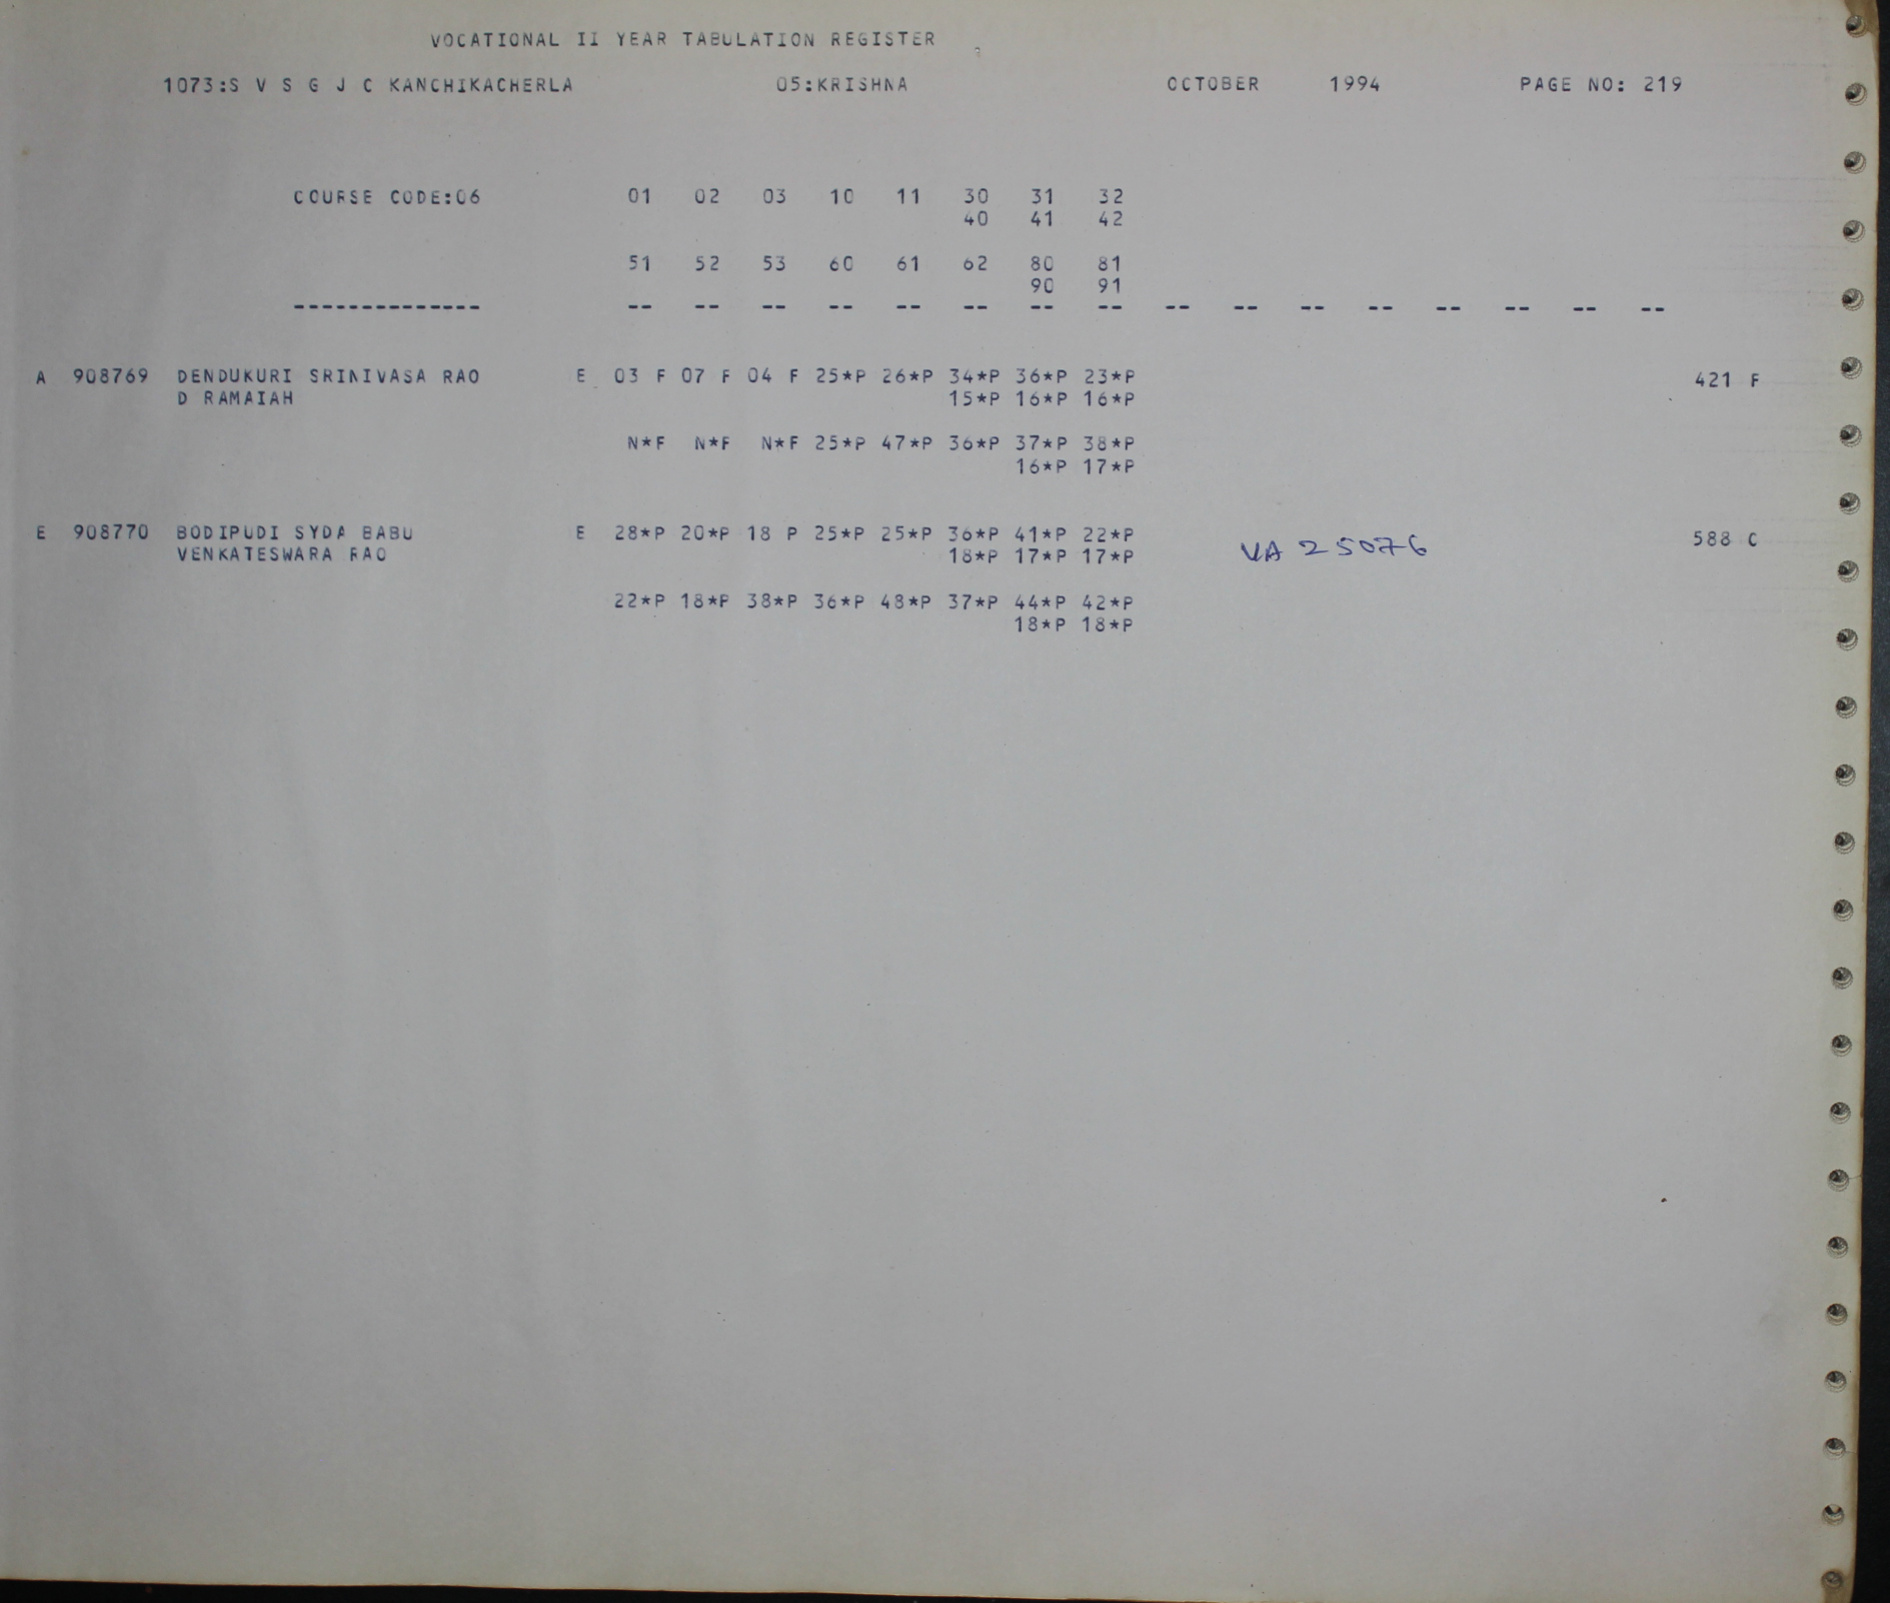 VOCATIONAL II YEAR TABULATION REGISTER
1073:S V S G J C KANCHIKACHERLA 05:KRISHNA OCTOBER 1994 PAGE NO: 219
COURSE CODE:06 01 02 03 10 11 30 31 32
40 41 42
51 52 53 60 61 62 80 81
90 91
-------------- -- -- -- -- -- -- -- -- -- -- -- -- -- -- -- --
A 908769 DENDUKURI SRINIVASA RAO E 03 F 07 F 04 F 25*P 26*P 34*P 36*P 23*P 421 F
D RAMAIAH 15*P 16*P 16*P
N*F N*F N*F 25*P 47*P 36*P 37*P 38*P
16*P 17*P
E 908770 BODIPUDI SYDA BABU E 28*P 20*P 18 P 25*P 25*P 36*P 41*P 22*P 588 C
VENKATESWARA RAO 18*P 17*P 17*P VA 25076
22*P 18*P 38*P 36*P 48*P 37*P 44*P 42*P
18*P 18*P